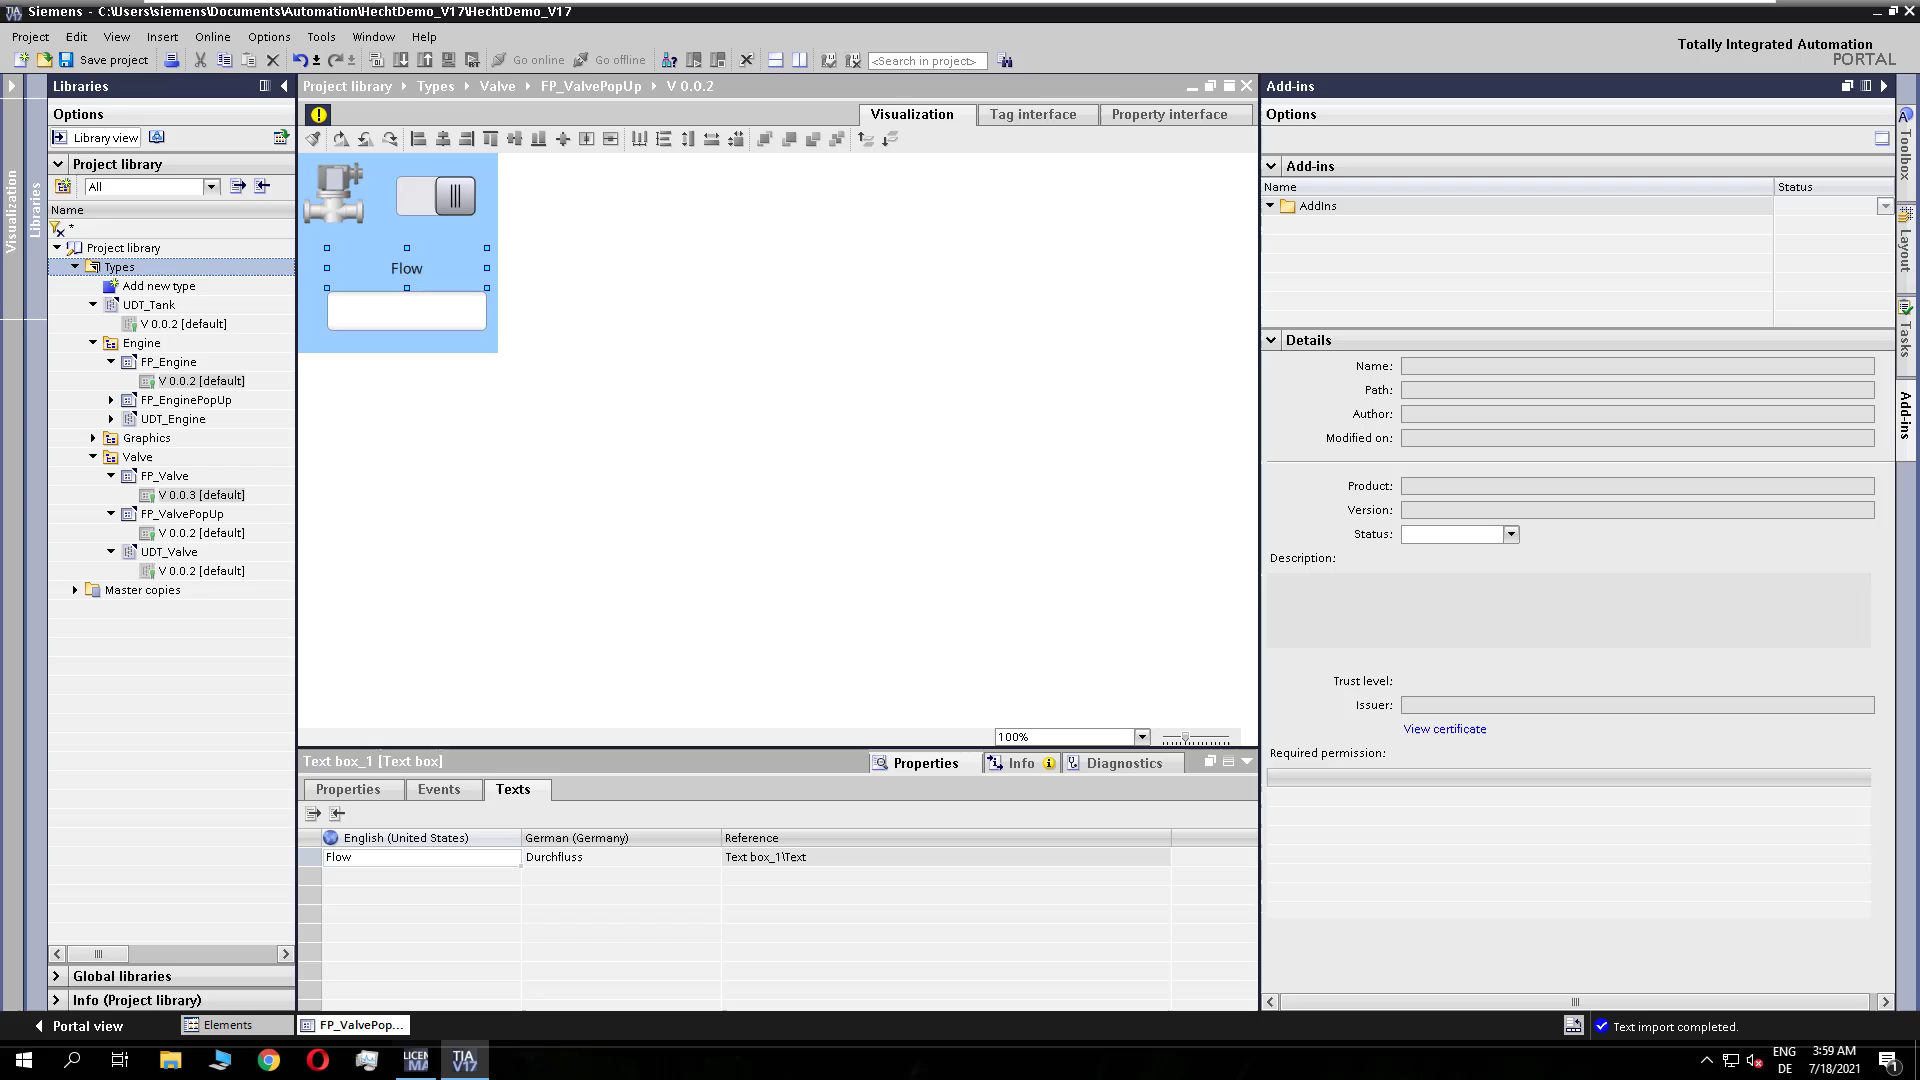 Siemens - C:\Users\siemens\Documents\Automation\HechtDemo_V17\HechtDemo_V17
Project Edit View Insert Online Options Tools Window Help
Totally Integrated Automation
PORTAL
Save project
Go online
Go offline
<Search in project>
Libraries
Project library Types Valve FP_ValvePopUp V 0.0.2
Add-ins
Options
Library view
Project library
All
Name
*
Project library
Types
Add new type
UDT_Tank
V 0.0.2 [default]
Engine
FP_Engine
V 0.0.2 [default]
FP_EnginePopUp
UDT_Engine
Graphics
Valve
FP_Valve
V 0.0.3 [default]
FP_ValvePopUp
V 0.0.2 [default]
UDT_Valve
V 0.0.2 [default]
Master copies
Global libraries
Info (Project library)
Visualization
Libraries
Visualization
Tag interface
Property interface
Flow
100%
Text box_1 [Text box]
Properties
Info
Diagnostics
Properties
Events
Texts
English (United States)
German (Germany)
Reference
Flow
Durchfluss
Text box_1\Text
Options
Add-ins
Name
Status
AddIns
Details
Name:
Path:
Author:
Modified on:
Product:
Version:
Status:
Description:
Trust level:
Issuer:
View certificate
Required permission:
Toolbox
Layout
Tasks
Add-ins
Portal view
Elements
FP_ValvePop...
Text import completed.
LICEN
MA
TIA
V17
ENG
DE
3:59 AM
7/18/2021
1